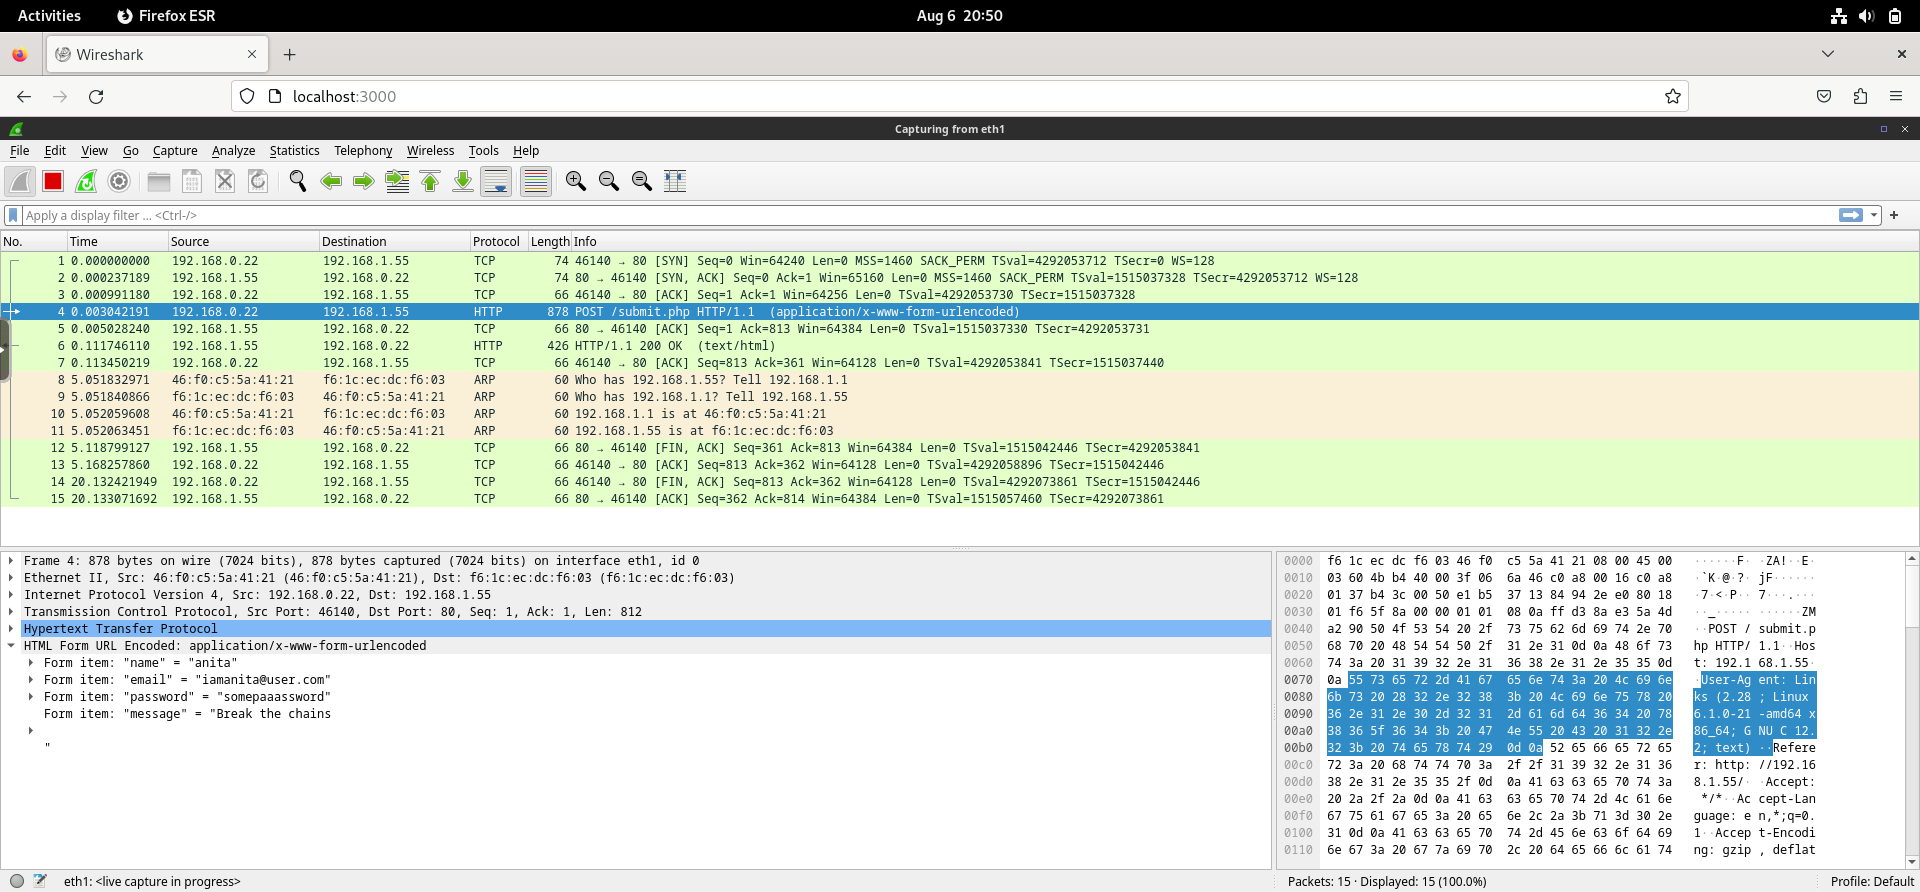 Activities Firefox ESR Aug 6 20:50
Wireshark
localhost:3000
Capturing from eth1
File Edit View Go Capture Analyze Statistics Telephony Wireless Tools Help
Apply a display filter ... <Ctrl-/>
No. Time Source Destination Protocol Length Info
1 0.000000000 192.168.0.22 192.168.1.55 TCP 74 46140 → 80 [SYN] Seq=0 Win=64240 Len=0 MSS=1460 SACK_PERM TSval=4292053712 TSecr=0 WS=128
2 0.000237189 192.168.1.55 192.168.0.22 TCP 74 80 → 46140 [SYN, ACK] Seq=0 Ack=1 Win=65160 Len=0 MSS=1460 SACK_PERM TSval=1515037328 TSecr=4292053712 WS=128
3 0.000991180 192.168.0.22 192.168.1.55 TCP 66 46140 → 80 [ACK] Seq=1 Ack=1 Win=64256 Len=0 TSval=4292053730 TSecr=1515037328
4 0.003042191 192.168.0.22 192.168.1.55 HTTP 878 POST /submit.php HTTP/1.1 (application/x-www-form-urlencoded)
5 0.005028240 192.168.1.55 192.168.0.22 TCP 66 80 → 46140 [ACK] Seq=1 Ack=813 Win=64384 Len=0 TSval=1515037330 TSecr=4292053731
6 0.111746110 192.168.1.55 192.168.0.22 HTTP 426 HTTP/1.1 200 OK (text/html)
7 0.113450219 192.168.0.22 192.168.1.55 TCP 66 46140 → 80 [ACK] Seq=813 Ack=361 Win=64128 Len=0 TSval=4292053841 TSecr=1515037440
8 5.051832971 46:f0:c5:5a:41:21 f6:1c:ec:dc:f6:03 ARP 60 Who has 192.168.1.55? Tell 192.168.1.1
9 5.051840866 f6:1c:ec:dc:f6:03 46:f0:c5:5a:41:21 ARP 60 Who has 192.168.1.1? Tell 192.168.1.55
10 5.052059608 46:f0:c5:5a:41:21 f6:1c:ec:dc:f6:03 ARP 60 192.168.1.1 is at 46:f0:c5:5a:41:21
11 5.052063451 f6:1c:ec:dc:f6:03 46:f0:c5:5a:41:21 ARP 60 192.168.1.55 is at f6:1c:ec:dc:f6:03
12 5.118799127 192.168.1.55 192.168.0.22 TCP 66 80 → 46140 [FIN, ACK] Seq=361 Ack=813 Win=64384 Len=0 TSval=1515042446 TSecr=4292053841
13 5.168257860 192.168.0.22 192.168.1.55 TCP 66 46140 → 80 [ACK] Seq=813 Ack=362 Win=64128 Len=0 TSval=4292058896 TSecr=1515042446
14 20.132421949 192.168.0.22 192.168.1.55 TCP 66 46140 → 80 [FIN, ACK] Seq=813 Ack=362 Win=64128 Len=0 TSval=4292073861 TSecr=1515042446
15 20.133071692 192.168.1.55 192.168.0.22 TCP 66 80 → 46140 [ACK] Seq=362 Ack=814 Win=64384 Len=0 TSval=1515057460 TSecr=4292073861
Frame 4: 878 bytes on wire (7024 bits), 878 bytes captured (7024 bits) on interface eth1, id 0
Ethernet II, Src: 46:f0:c5:5a:41:21 (46:f0:c5:5a:41:21), Dst: f6:1c:ec:dc:f6:03 (f6:1c:ec:dc:f6:03)
Internet Protocol Version 4, Src: 192.168.0.22, Dst: 192.168.1.55
Transmission Control Protocol, Src Port: 46140, Dst Port: 80, Seq: 1, Ack: 1, Len: 812
Hypertext Transfer Protocol
HTML Form URL Encoded: application/x-www-form-urlencoded
Form item: "name" = "anita"
Form item: "email" = "iamanita@user.com"
Form item: "password" = "somepaaassword"
Form item: "message" = "Break the chains
"
0000 f6 1c ec dc f6 03 46 f0 c5 5a 41 21 08 00 45 00 ······F· ·ZA!··E·
0010 03 60 4b b4 40 00 3f 06 6a 46 c0 a8 00 16 c0 a8 ·`K·@·?· jF······
0020 01 37 b4 3c 00 50 e1 b5 37 13 84 94 2e e0 80 18 ·7·<·P·· 7···.···
0030 01 f6 5f 8a 00 00 01 01 08 0a ff d3 8a e3 5a 4d ··_····· ······ZM
0040 a2 90 50 4f 53 54 20 2f 73 75 62 6d 69 74 2e 70 ··POST / submit.p
0050 68 70 20 48 54 54 50 2f 31 2e 31 0d 0a 48 6f 73 hp HTTP/ 1.1··Hos
0060 74 3a 20 31 39 32 2e 31 36 38 2e 31 2e 35 35 0d t: 192.1 68.1.55·
0070 0a 55 73 65 72 2d 41 67 65 6e 74 3a 20 4c 69 6e ·User-Ag ent: Lin
0080 6b 73 20 28 32 2e 32 38 3b 20 4c 69 6e 75 78 20 ks (2.28 ; Linux
0090 36 2e 31 2e 30 2d 32 31 2d 61 6d 64 36 34 20 78 6.1.0-21 -amd64 x
00a0 38 36 5f 36 34 3b 20 47 4e 55 20 43 20 31 32 2e 86_64; G NU C 12.
00b0 32 3b 20 74 65 78 74 29 0d 0a 52 65 66 65 72 65 2; text) ··Refere
00c0 72 3a 20 68 74 74 70 3a 2f 2f 31 39 32 2e 31 36 r: http: //192.16
00d0 38 2e 31 2e 35 35 2f 0d 0a 41 63 63 65 70 74 3a 8.1.55/· ·Accept:
00e0 20 2a 2f 2a 0d 0a 41 63 63 65 70 74 2d 4c 61 6e */*··Ac cept-Lan
00f0 67 75 61 67 65 3a 20 65 6e 2c 2a 3b 71 3d 30 2e guage: e n,*;q=0.
0100 31 0d 0a 41 63 63 65 70 74 2d 45 6e 63 6f 64 69 1··Accep t-Encodi
0110 6e 67 3a 20 67 7a 69 70 2c 20 64 65 66 6c 61 74 ng: gzip , deflat
eth1: <live capture in progress> Packets: 15 · Displayed: 15 (100.0%) Profile: Default